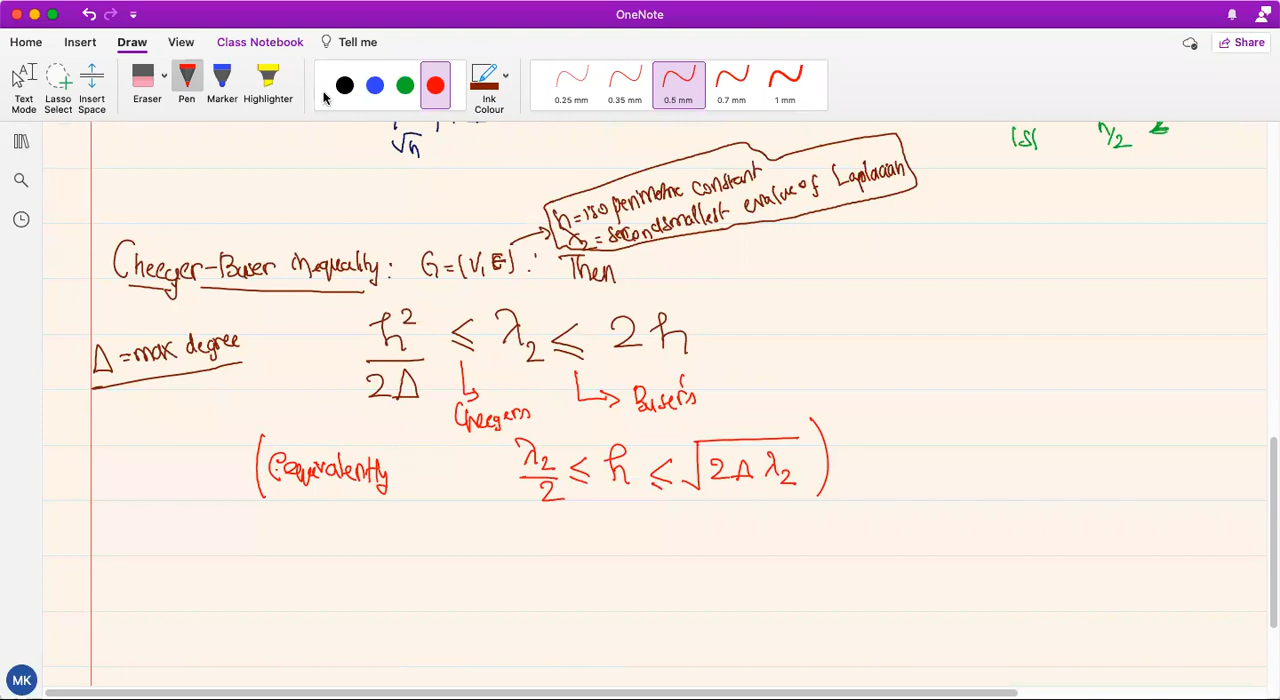 OneNote
Home Insert Draw View Class Notebook Tell me Share
Text Mode Lasso Select Insert Space Eraser Pen Marker Highlighter Ink Colour 0.25 mm 0.35 mm 0.5 mm 0.7 mm 1 mm
√n
|S| n/2 2
h = isoperimetric constant
λ₂ = second smallest evalue of Laplacian
Cheeger-Buser Inequality: G=(V,E). Then
Δ = max degree
h²/2Δ ≤ λ₂ ≤ 2h
Cheegers Buser's
(equivalently λ₂/2 ≤ h ≤ √(2Δλ₂))
MK